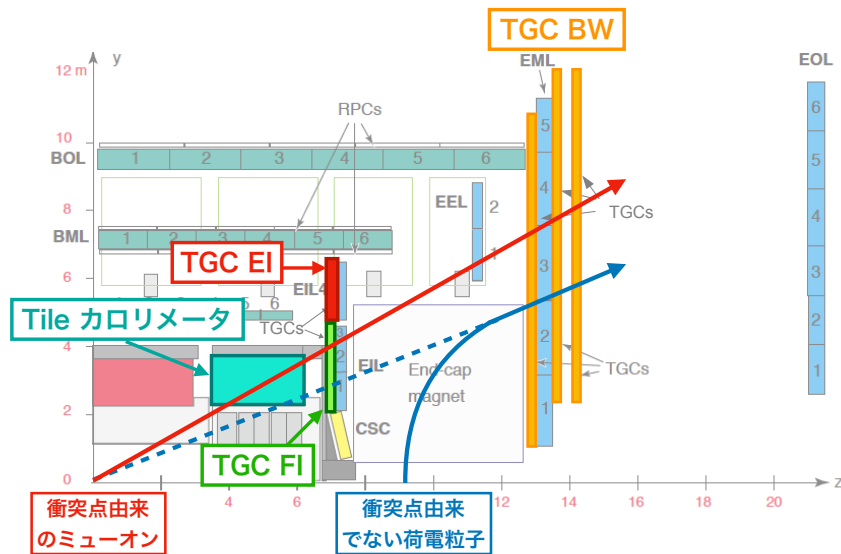 TGC BW
y
EML
EOL
12 m
RPCs
10
BOL
1 2 3 4 5 6
5
6
5
4
3
2
1
8
EEL
2
1
4
TGCs
BML
1 2 3 4 5 6
TGC EI
3
6
EIL4
5 6
Tile カロリメータ
TGCs
3
2
1
4
EIL
End-cap
magnet
2
TGCs
1
2
CSC
TGC FI
0
衝突点由来
のミューオン
4
6
衝突点由来
でない荷電粒子
12
14
16
18
20
z